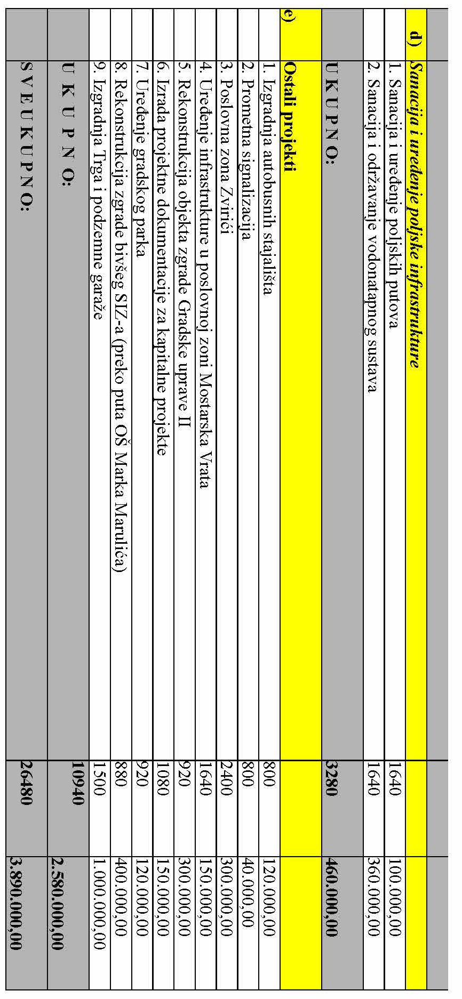 d) Sanacija i uređenje poljske infrastrukture
1. Sanacija i uređenje poljskih putova 1640 100.000,00
2. Sanacija i održavanje vodonatapnog sustava 1640 360.000,00
U K U P N O: 3280 460.000,00
e) Ostali projekti
1. Izgradnja autobusnih stajališta 800 120.000,00
2. Prometna signalizacija 800 40.000,00
3. Poslovna zona Zvirići 2400 300.000,00
4. Uređenje infrastrukture u poslovnoj zoni Mostarska Vrata 1640 150.000,00
5. Rekonstrukcija objekta zgrade Gradske uprave II 920 300.000,00
6. Izrada projektne dokumentacije za kapitalne projekte 1080 150.000,00
7. Uređenje gradskog parka 920 120.000,00
8. Rekonstrukcija zgrade bivšeg SIZ-a (preko puta OŠ Marka Marulića) 880 400.000,00
9. Izgradnja Trga i podzemne garaže 1500 1.000.000,00
U K U P N O: 10940 2.580.000,00
S V E U K U P N O: 26480 3.890.000,00